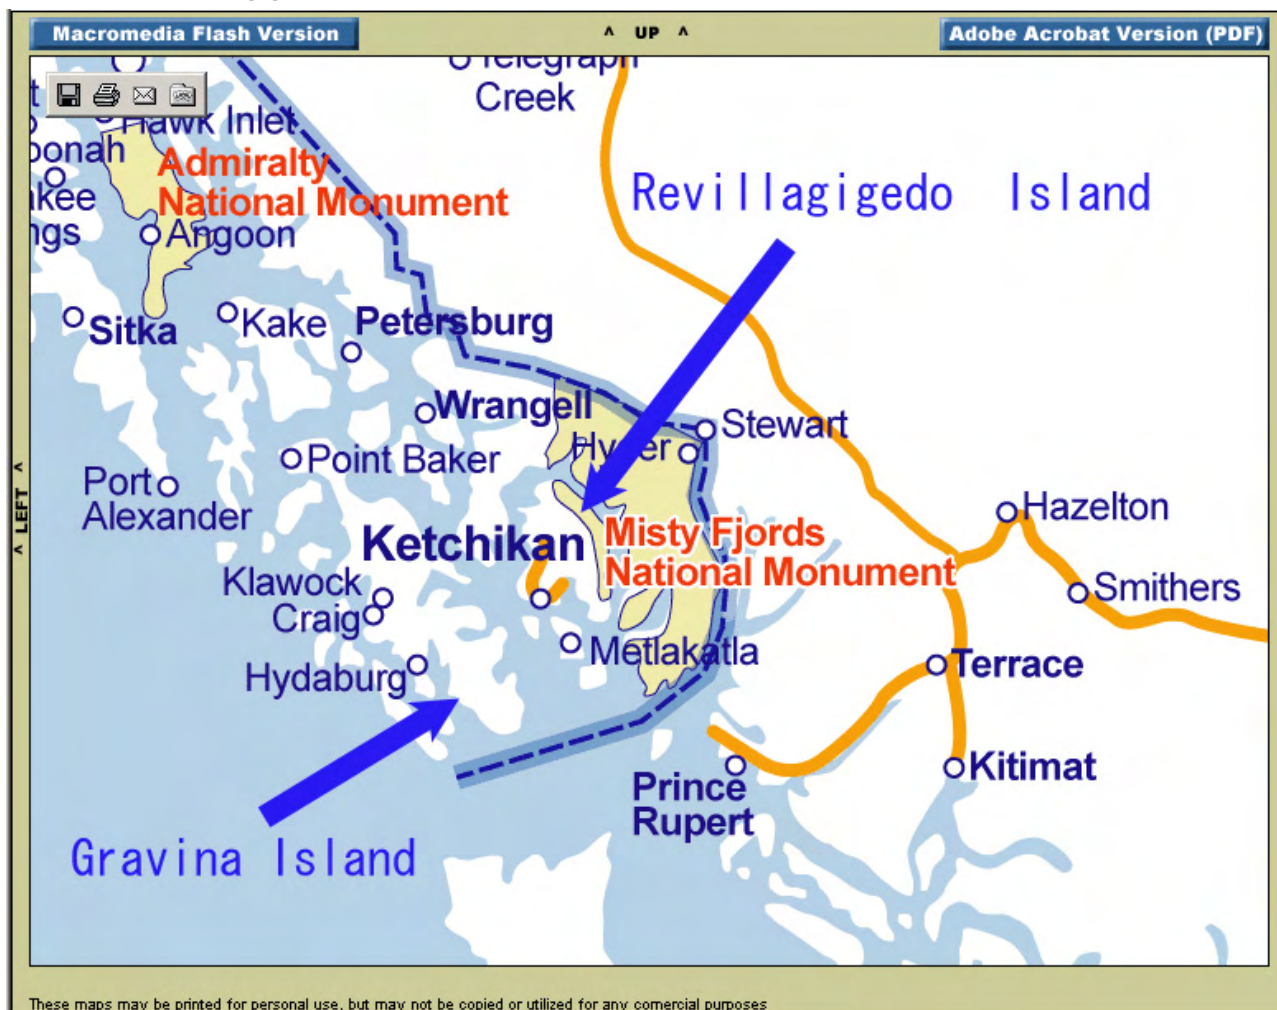 Macromedia Flash Version
^ UP ^
Adobe Acrobat Version (PDF)
Telegraph
Creek
Hawk Inlet
Admiralty
National Monument
Angoon
Revillagigedo Island
Sitka
Kake
Petersburg
Wrangell
Stewart
Hyder
Point Baker
Port
Alexander
^ LEFT ^
Hazelton
Ketchikan
Misty Fjords
National Monument
Klawock
Craig
Smithers
Metlakatla
Hydaburg
Terrace
Kitimat
Prince
Rupert
Gravina Island
These maps may be printed for personal use, but may not be copied or utilized for any comercial purposes